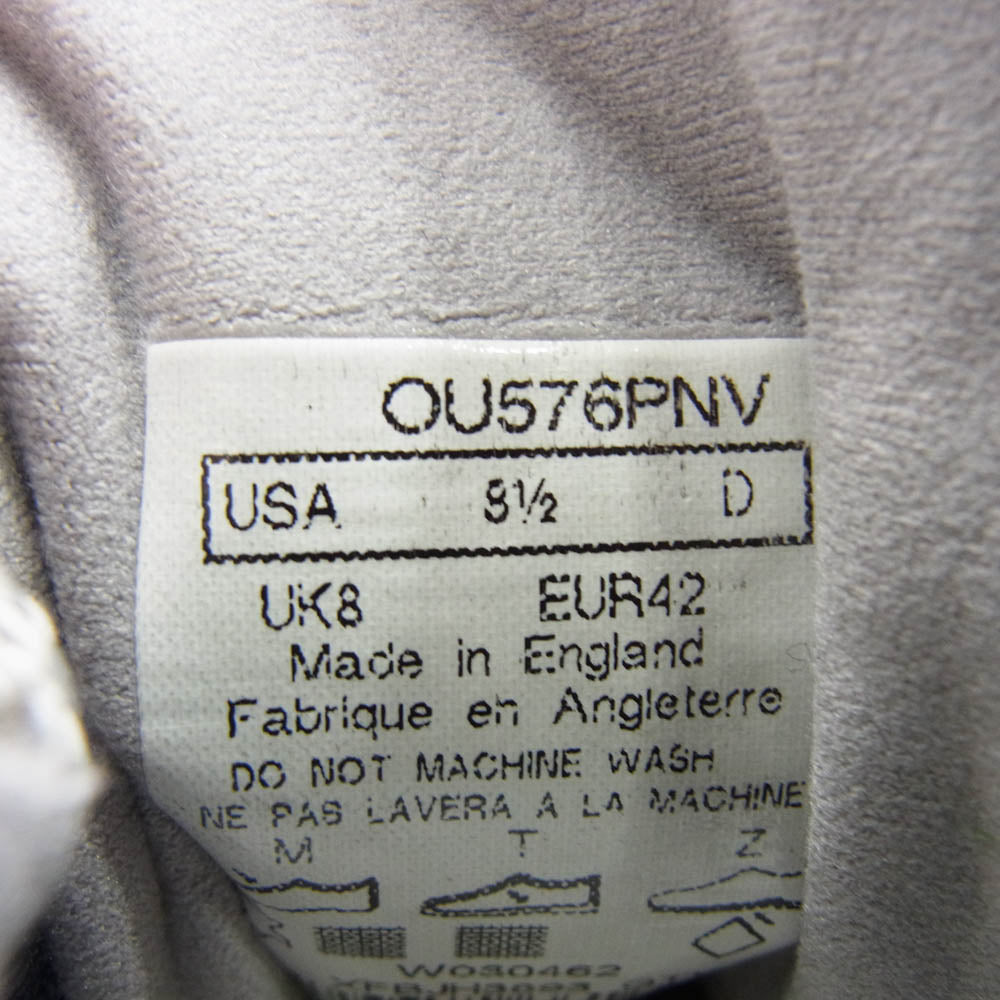 OU576PNV
USA 8½ D
UK8 EUR42
Made in England
Fabrique en Angleterre
DO NOT MACHINE WASH
NE PAS LAVERA A LA MACHINE
M T Z
W030462